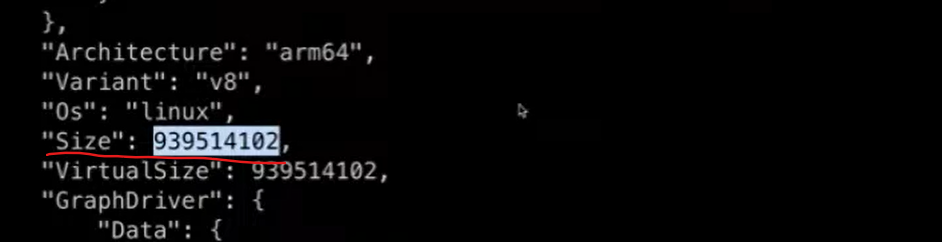 },
"Architecture": "arm64",
"Variant": "v8",
"Os": "linux",
"Size": 939514102,
"VirtualSize": 939514102,
"GraphDriver": {
"Data": {